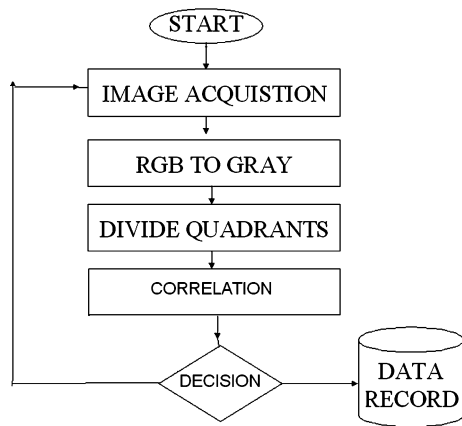 START
IMAGE ACQUISTION
RGB TO GRAY
DIVIDE QUADRANTS
CORRELATION
DECISION
DATA
RECORD